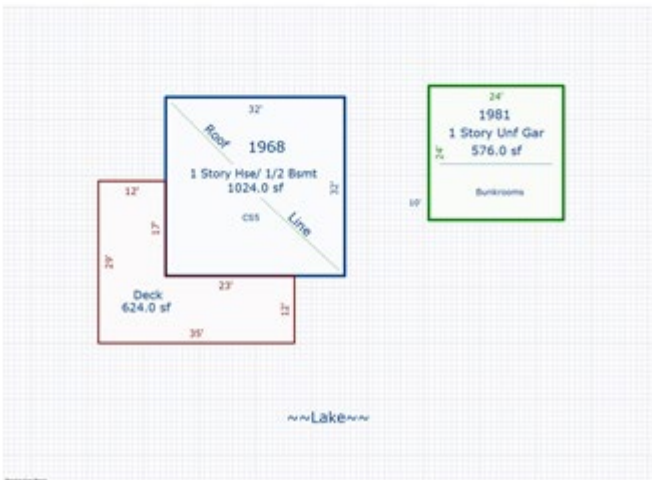 24'
1981
1 Story Unf Gar
576.0 sf
24'
Bunkrooms
10'
32'
Roof
1968
1 Story Hse/ 1/2 Bsmt
1024.0 sf
32'
Line
12'
17'
29'
23'
12'
Deck
624.0 sf
35'
~~Lake~~